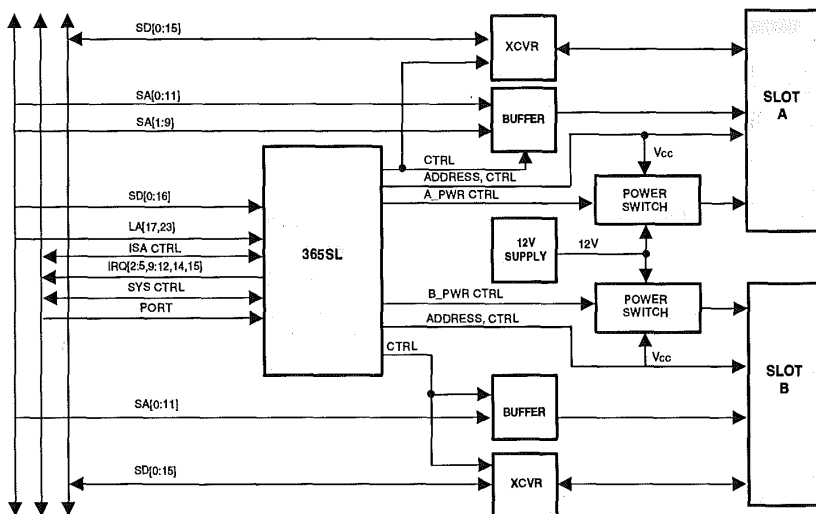 SD[0:15]
XCVR
SA[0:11]
BUFFER
SA[1:9]
SLOT
A
CTRL
ADDRESS, CTRL
VCC
A_PWR CTRL
POWER
SWITCH
SD[0:16]
LA[17,23]
ISA CTRL
IRQ[2:5,9:12,14,15]
SYS CTRL
PORT
365SL
12V
SUPPLY
12V
B_PWR CTRL
POWER
SWITCH
ADDRESS, CTRL
VCC
CTRL
SLOT
B
SA[0:11]
BUFFER
SD[0:15]
XCVR